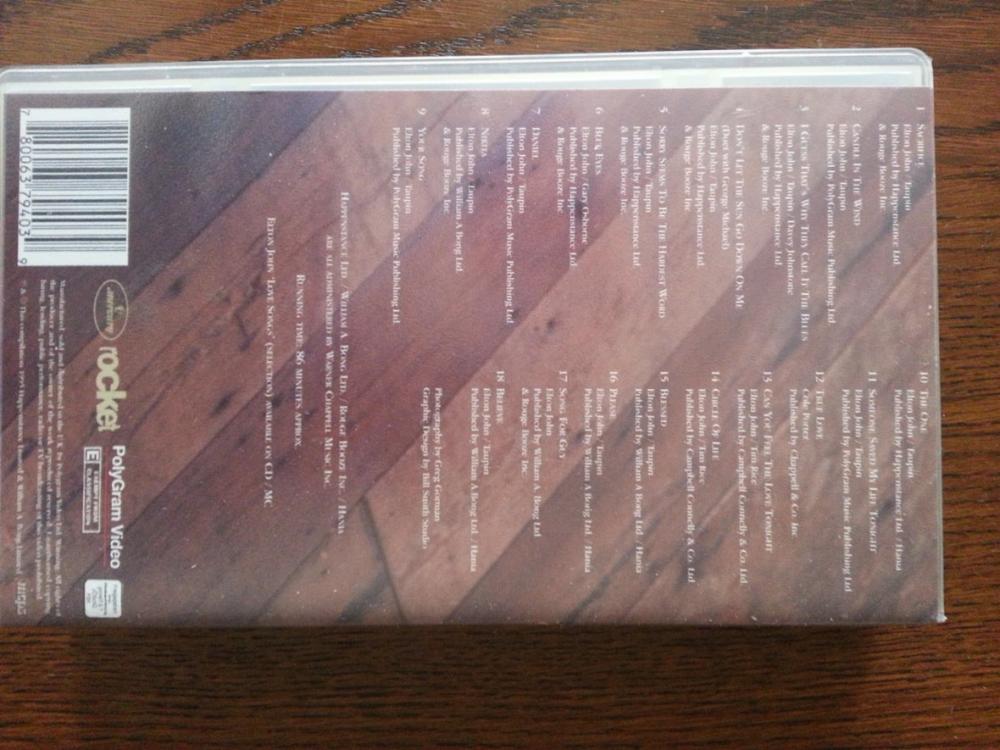 1 SACRIFICE
Elton John / Taupin
Published by Happenstance Ltd
& Rouge Booze Inc
2 CANDLE IN THE WIND
Elton John / Taupin
Published by PolyGram Music Publishing Ltd
3 I GUESS THAT'S WHY THEY CALL IT THE BLUES
Elton John / Taupin / Davey Johnstone
Published by Happenstance Ltd
& Rouge Booze Inc
4 DON'T LET THE SUN GO DOWN ON ME
(Duet with George Michael)
Elton John / Taupin
Published by Happenstance Ltd
& Rouge Booze Inc
5 SORRY SEEMS TO BE THE HARDEST WORD
Elton John / Taupin
Published by Happenstance Ltd
& Rouge Booze Inc
6 BLUE EYES
Elton John / Gary Osborne
Published by Happenstance Ltd
& Rouge Booze Inc
7 DANIEL
Elton John / Taupin
Published by PolyGram Music Publishing Ltd
8 NIKITA
Elton John / Taupin
Published by William A Bong Ltd
& Rouge Booze Inc
9 YOUR SONG
Elton John / Taupin
Published by PolyGram Music Publishing Ltd
10 THE ONE
Elton John / Taupin
Published by Happenstance Ltd / Hania
11 SOMEONE SAVED MY LIFE TONIGHT
Elton John / Taupin
Published by PolyGram Music Publishing Ltd
12 TRUE LOVE
Cole Porter
Published by Chappell & Co. Inc
13 CAN YOU FEEL THE LOVE TONIGHT
Elton John / Tim Rice
Published by Campbell Connelly & Co. Ltd
14 CIRCLE OF LIFE
Elton John / Tim Rice
Published by Campbell Connelly & Co. Ltd
15 BLESSED
Elton John / Taupin
Published by William A Bong Ltd / Hania
16 PLEASE
Elton John / Taupin
Published by William A Bong Ltd / Hania
17 SONG FOR GUY
Elton John
Published by William A Bong Ltd
& Rouge Booze Inc
18 BELIEVE
Elton John / Taupin
Published by William A Bong Ltd / Hania
Photography by Greg Gorman
Graphic Design by Bill Smith Studio
HAPPENSTANCE LTD / WILLIAM A. BONG LTD / ROUGE BOOZE INC / HANIA
ARE ALL ADMINISTERED BY WARNER CHAPPELL MUSIC INC
RUNNING TIME: 86 MINUTES APPROX.
ELTON JOHN 'LOVE SONGS' (SELECTION) AVAILABLE ON CD / MC
7 80063 79403 9
mercury
rocket
PolyGram Video
E EXEMPT FROM CLASSIFICATION